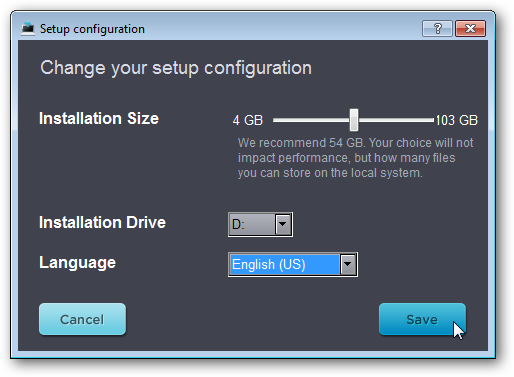 Setup configuration
?
Change your setup configuration
Installation Size 4 GB 103 GB
We recommend 54 GB. Your choice will not
impact performance, but how many files
you can store on the local system.
Installation Drive D:
Language English (US)
Cancel Save